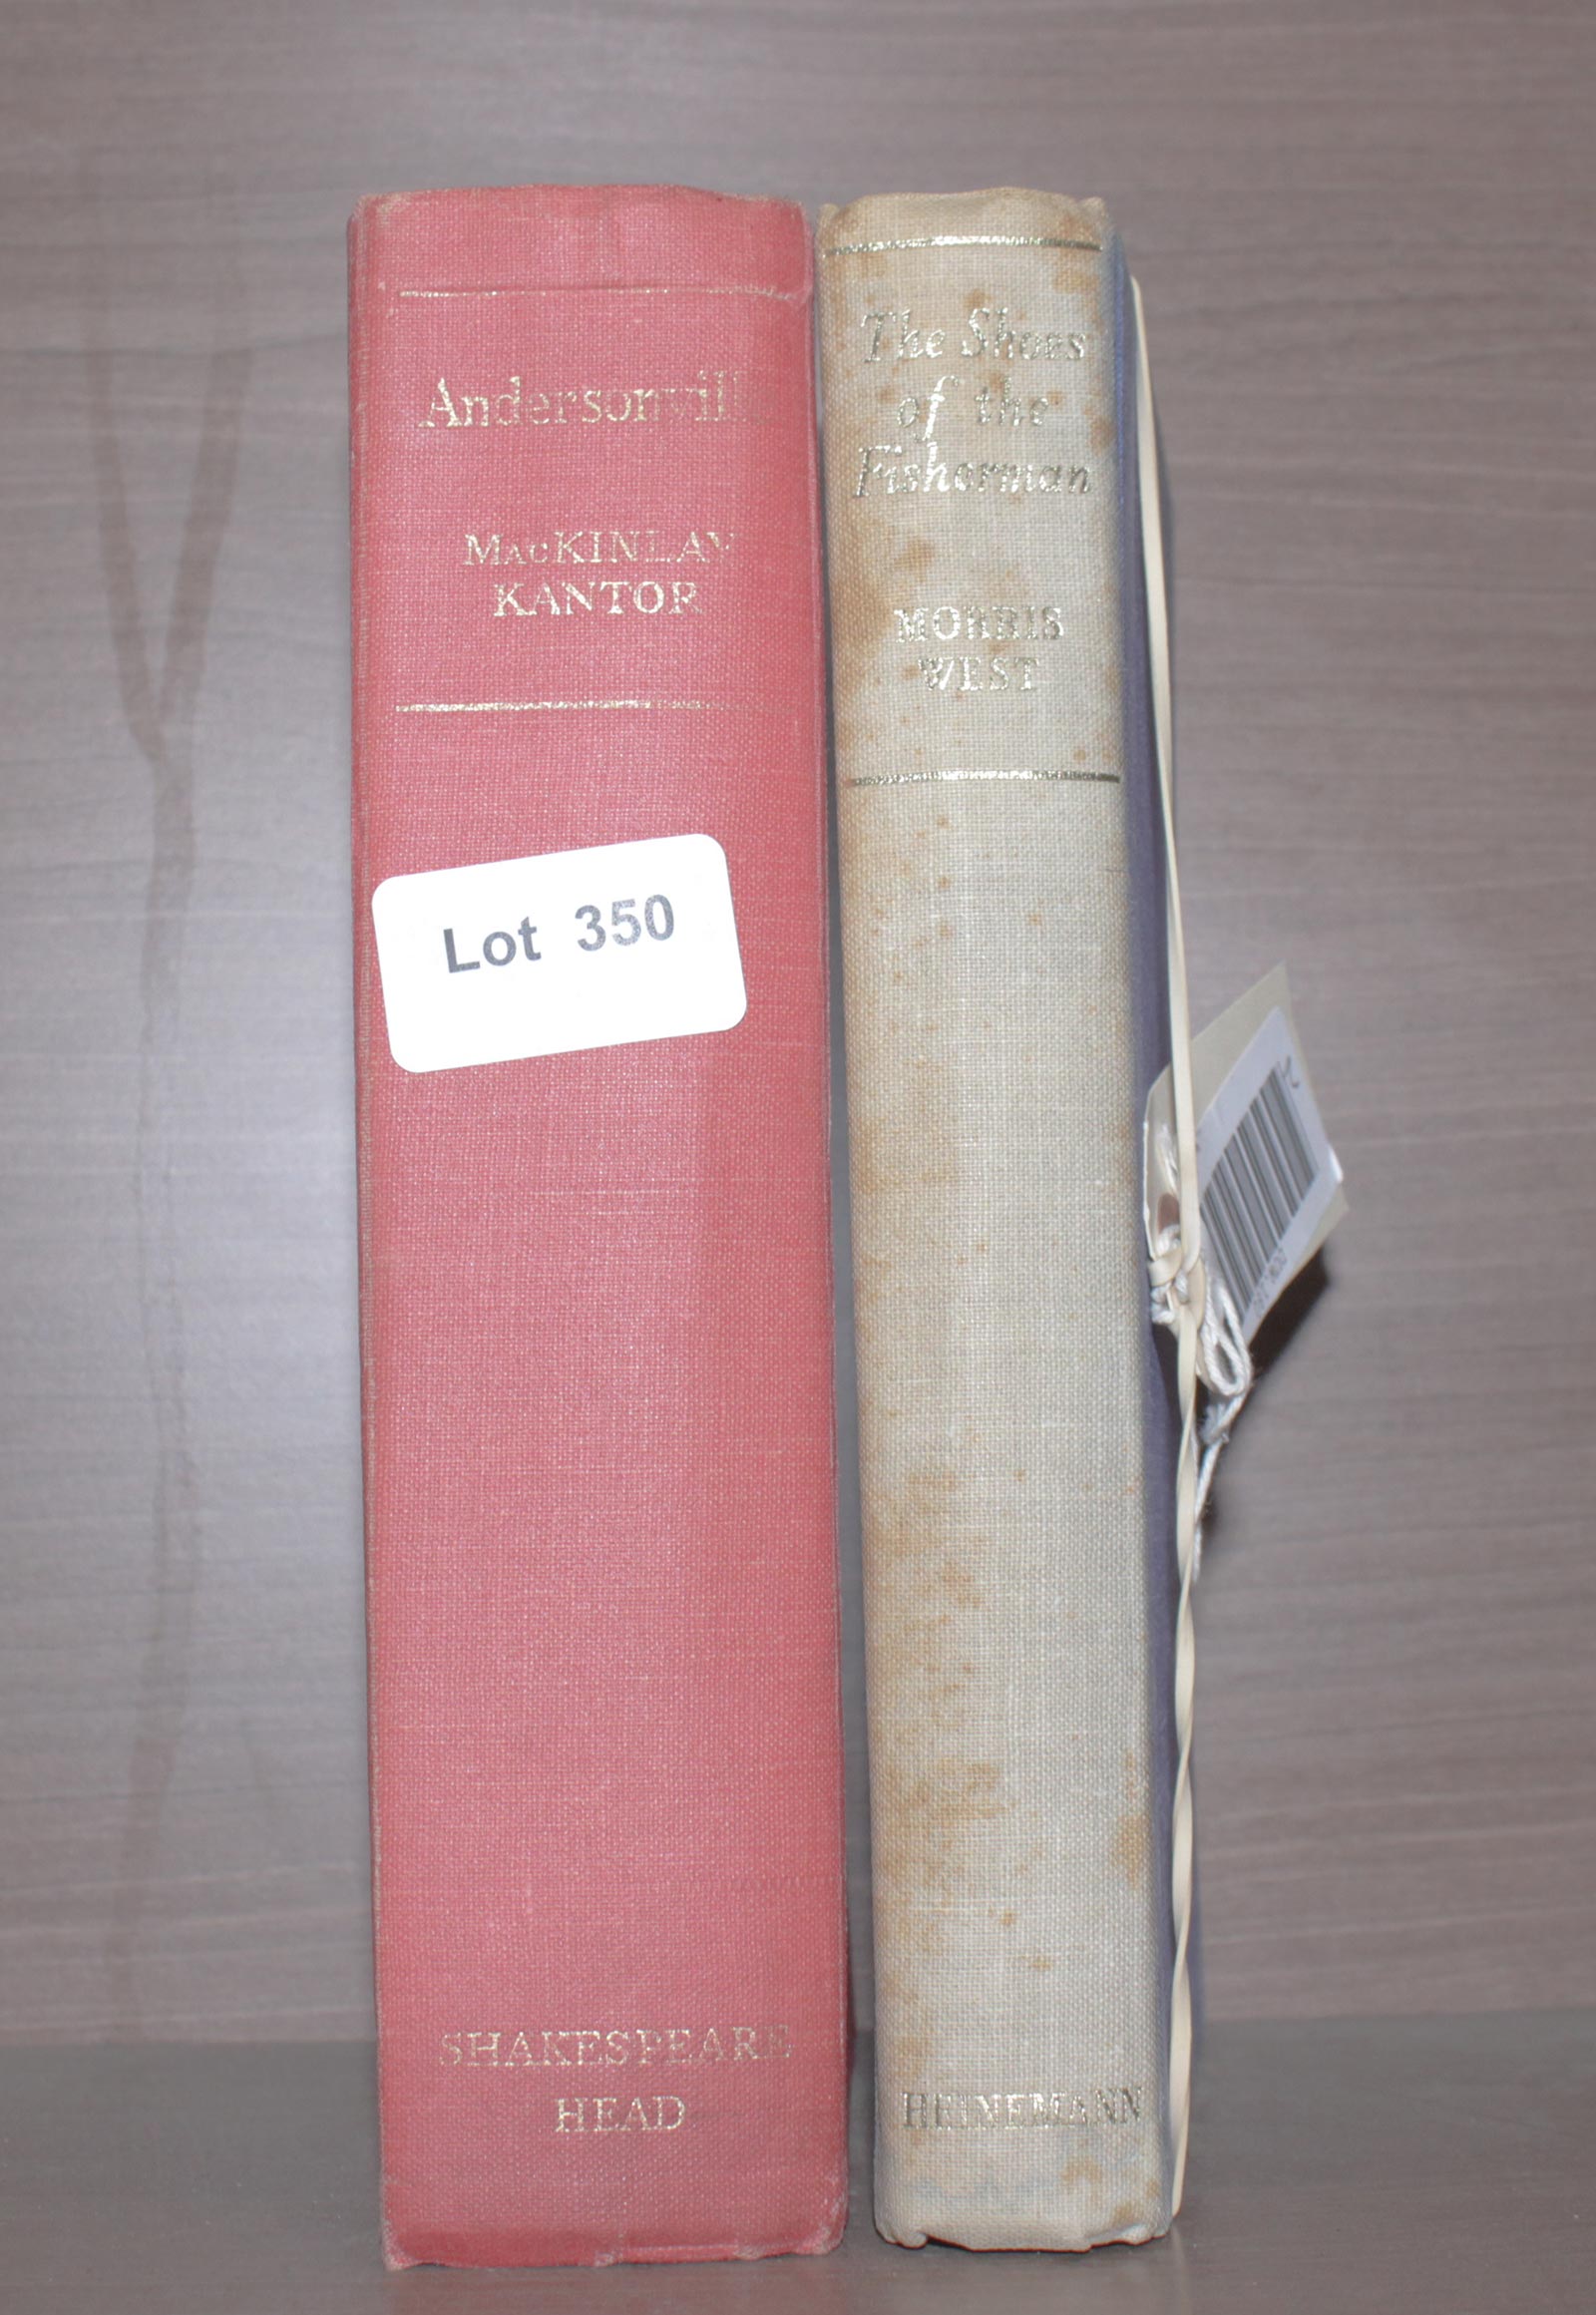 Andersonville
MacKINLAY
KANTOR
Lot 350
SHAKESPEARE
HEAD
The Shoes
of the
Fisherman
MORRIS
WEST
HEINEMANN